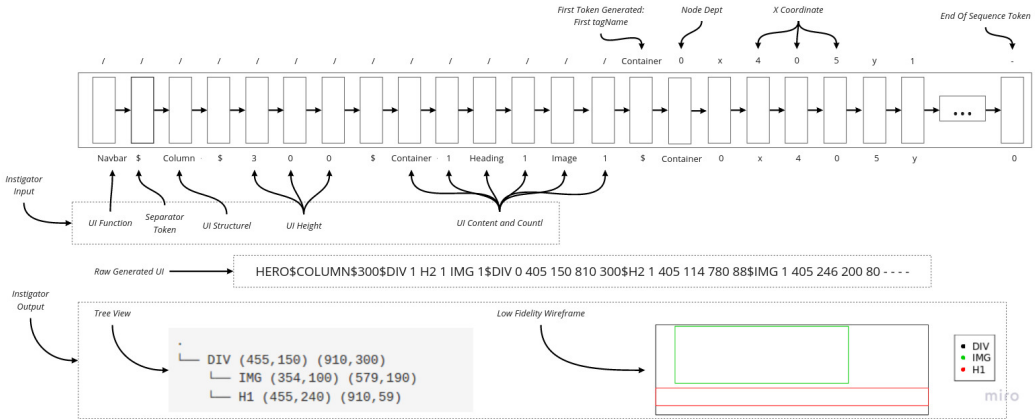 First Token Generated:
First tagName
Node Dept
X Coordinate
End Of Sequence Token
/ / / / / / / / / / / / / / Container 0 x 4 0 5 y 1 -
...
Navbar $ Column $ 3 0 0 $ Container 1 Heading 1 Image 1 $ Container 0 x 4 0 5 y 0
Instigator
Input
UI Function
Separator
Token
UI Structurel
UI Height
UI Content and Countl
Raw Generated UI
HERO$COLUMN$300$DIV 1 H2 1 IMG 1$DIV 0 405 150 810 300$H2 1 405 114 780 88$IMG 1 405 246 200 80 - - - -
Instigator
Output
Tree View
Low Fidelity Wireframe
.
└── DIV (455,150) (910,300)
└── IMG (354,100) (579,190)
└── H1 (455,240) (910,59)
DIV
IMG
H1
miro